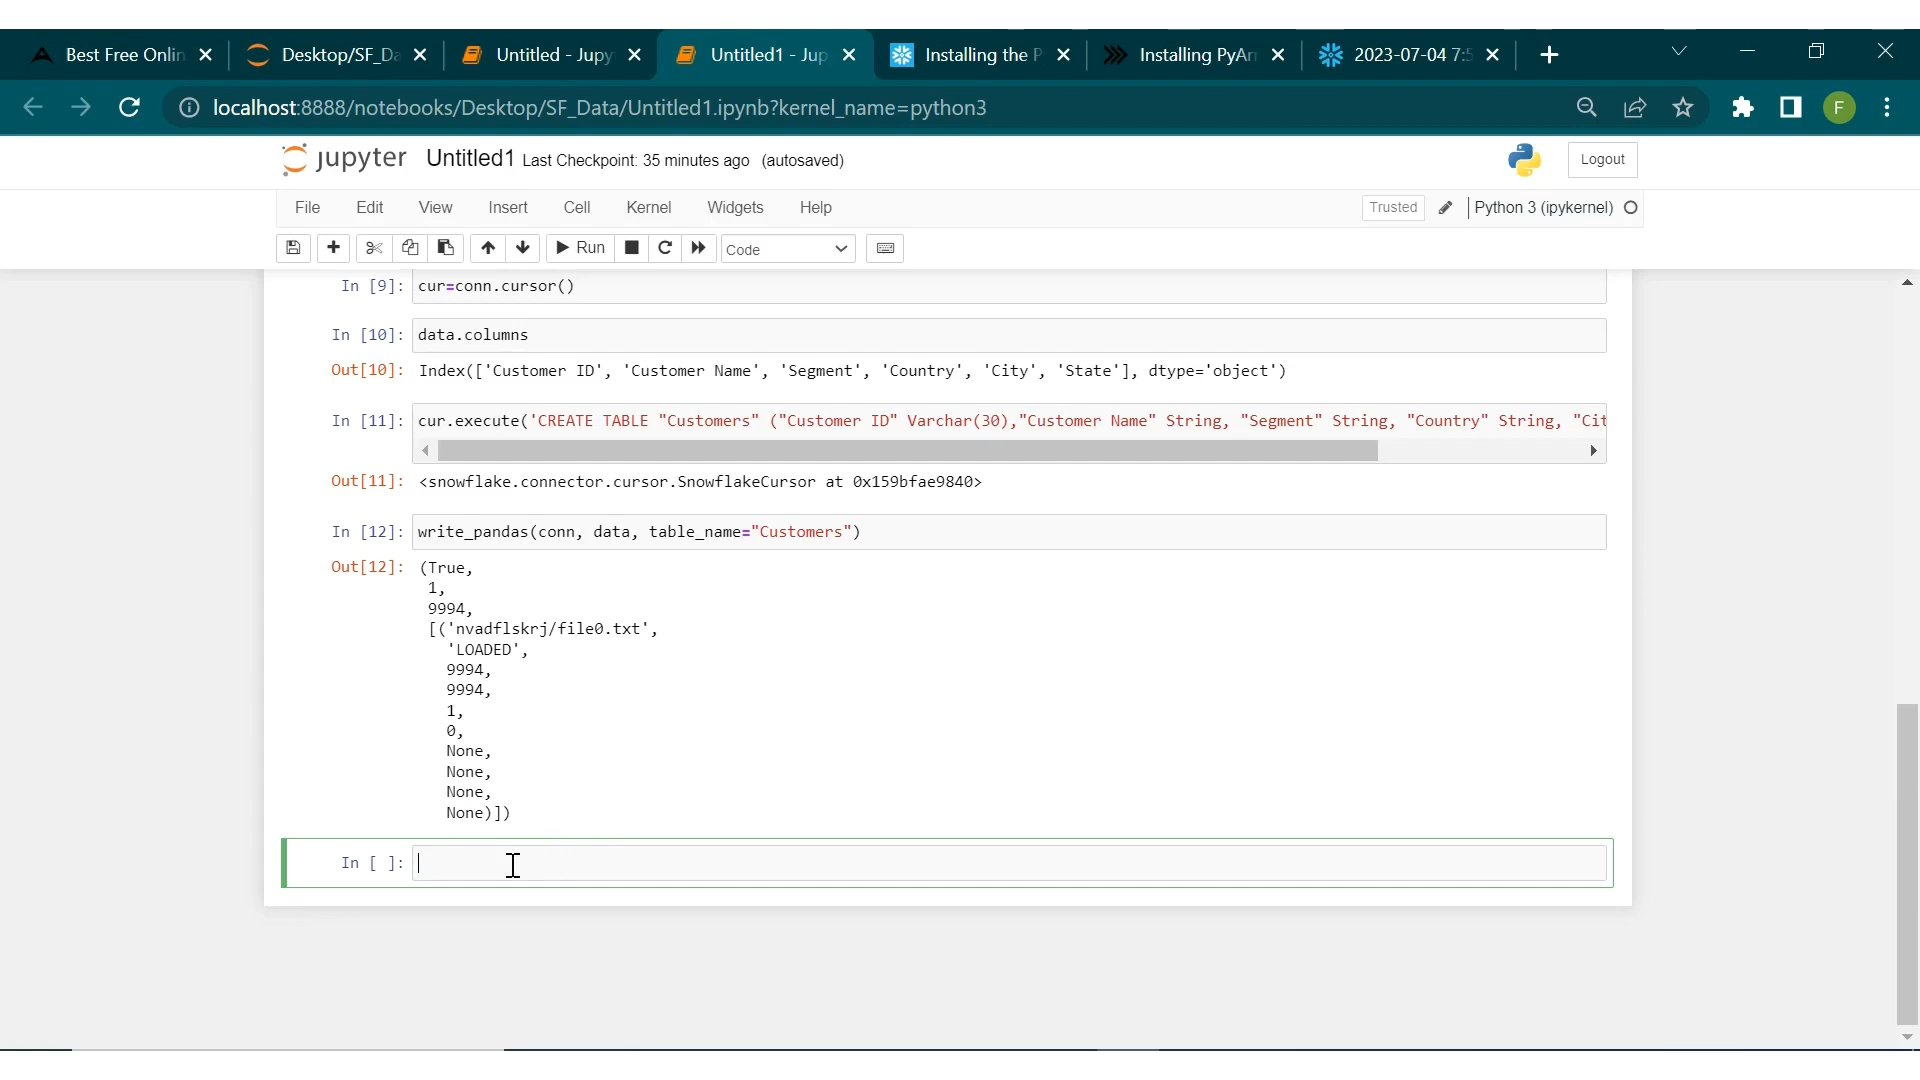 Best Free Onlin
Desktop/SF_Da
Untitled - Jupy
Untitled1 - Jup
Installing the P
Installing PyArr
2023-07-04 7:5
localhost:8888/notebooks/Desktop/SF_Data/Untitled1.ipynb?kernel_name=python3
F
jupyter Untitled1 Last Checkpoint: 35 minutes ago (autosaved)
Logout
File Edit View Insert Cell Kernel Widgets Help
Trusted
Python 3 (ipykernel)
Run
Code
In [9]: cur=conn.cursor()
In [10]: data.columns
Out[10]: Index(['Customer ID', 'Customer Name', 'Segment', 'Country', 'City', 'State'], dtype='object')
In [11]: cur.execute('CREATE TABLE "Customers" ("Customer ID" Varchar(30),"Customer Name" String, "Segment" String, "Country" String, "Cit
Out[11]: <snowflake.connector.cursor.SnowflakeCursor at 0x159bfae9840>
In [12]: write_pandas(conn, data, table_name="Customers")
Out[12]: (True,
1,
9994,
[('nvadflskrj/file0.txt',
'LOADED',
9994,
9994,
1,
0,
None,
None,
None,
None)])
In [ ]: